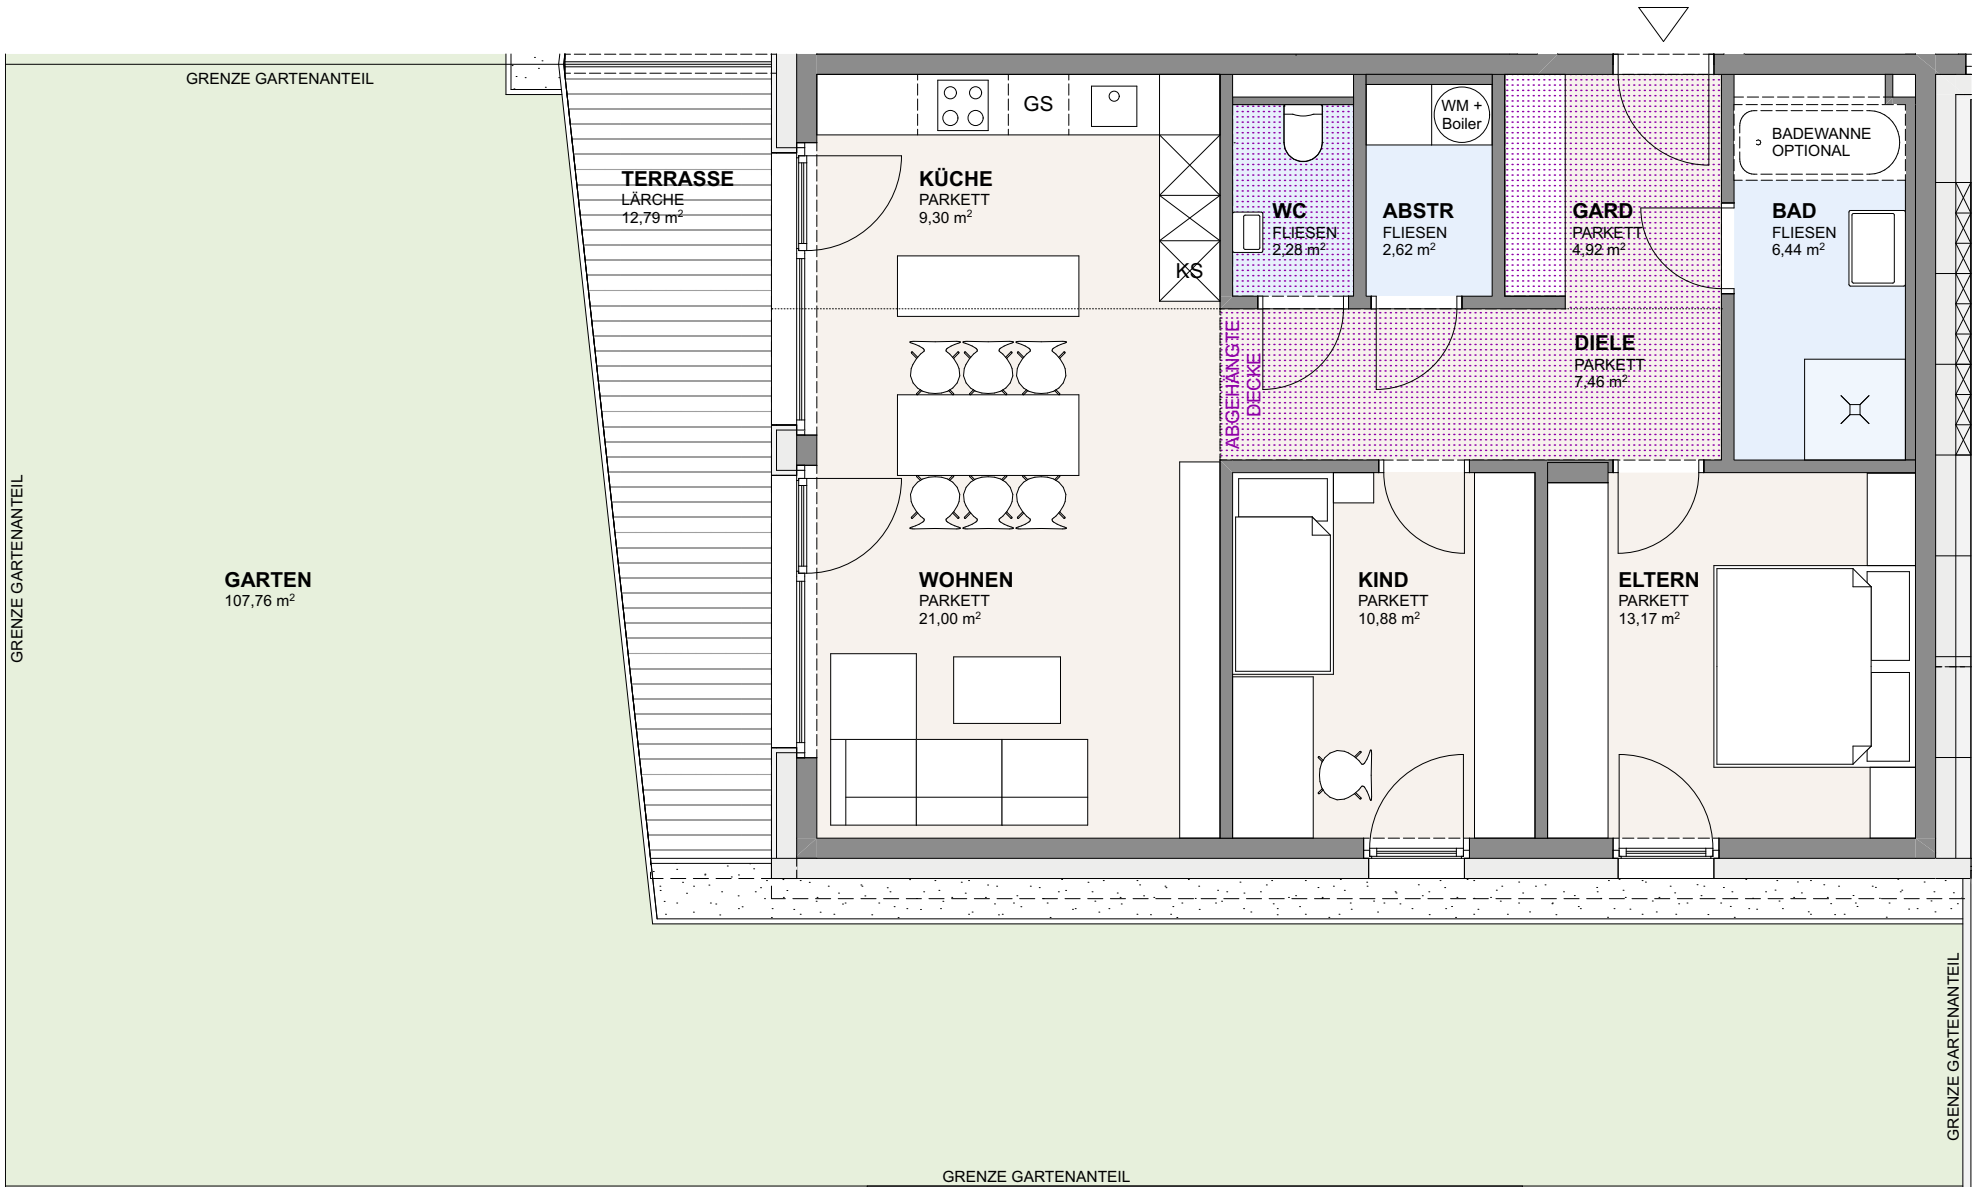 GRENZE GARTENANTEIL
GS
WM +
Boiler
BADEWANNE
OPTIONAL
TERRASSE
LÄRCHE
12,79 m²
KÜCHE
PARKETT
9,30 m²
WC
FLIESEN
2,28 m²
ABSTR
FLIESEN
2,62 m²
GARD
PARKETT
4,92 m²
BAD
FLIESEN
6,44 m²
KS
ABGEHÄNGTE
DECKE
DIELE
PARKETT
7,46 m²
GRENZE GARTENANTEIL
GARTEN
107,76 m²
WOHNEN
PARKETT
21,00 m²
KIND
PARKETT
10,88 m²
ELTERN
PARKETT
13,17 m²
GRENZE GARTENANTEIL
GRENZE GARTENANTEIL